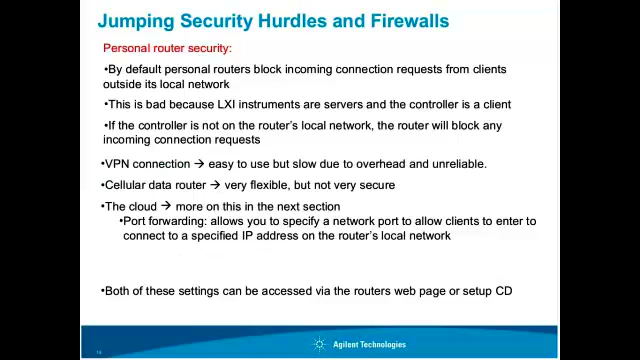 Jumping Security Hurdles and Firewalls
Personal router security:
•By default personal routers block incoming connection requests from clients
outside its local network
•This is bad because LXI instruments are servers and the controller is a client
•If the controller is not on the router's local network, the router will block any
incoming connection requests
•VPN connection → easy to use but slow due to overhead and unreliable.
•Cellular data router → very flexible, but not very secure
•The cloud → more on this in the next section
•Port forwarding: allows you to specify a network port to allow clients to enter to
connect to a specified IP address on the router's local network
•Both of these settings can be accessed via the routers web page or setup CD
Agilent Technologies